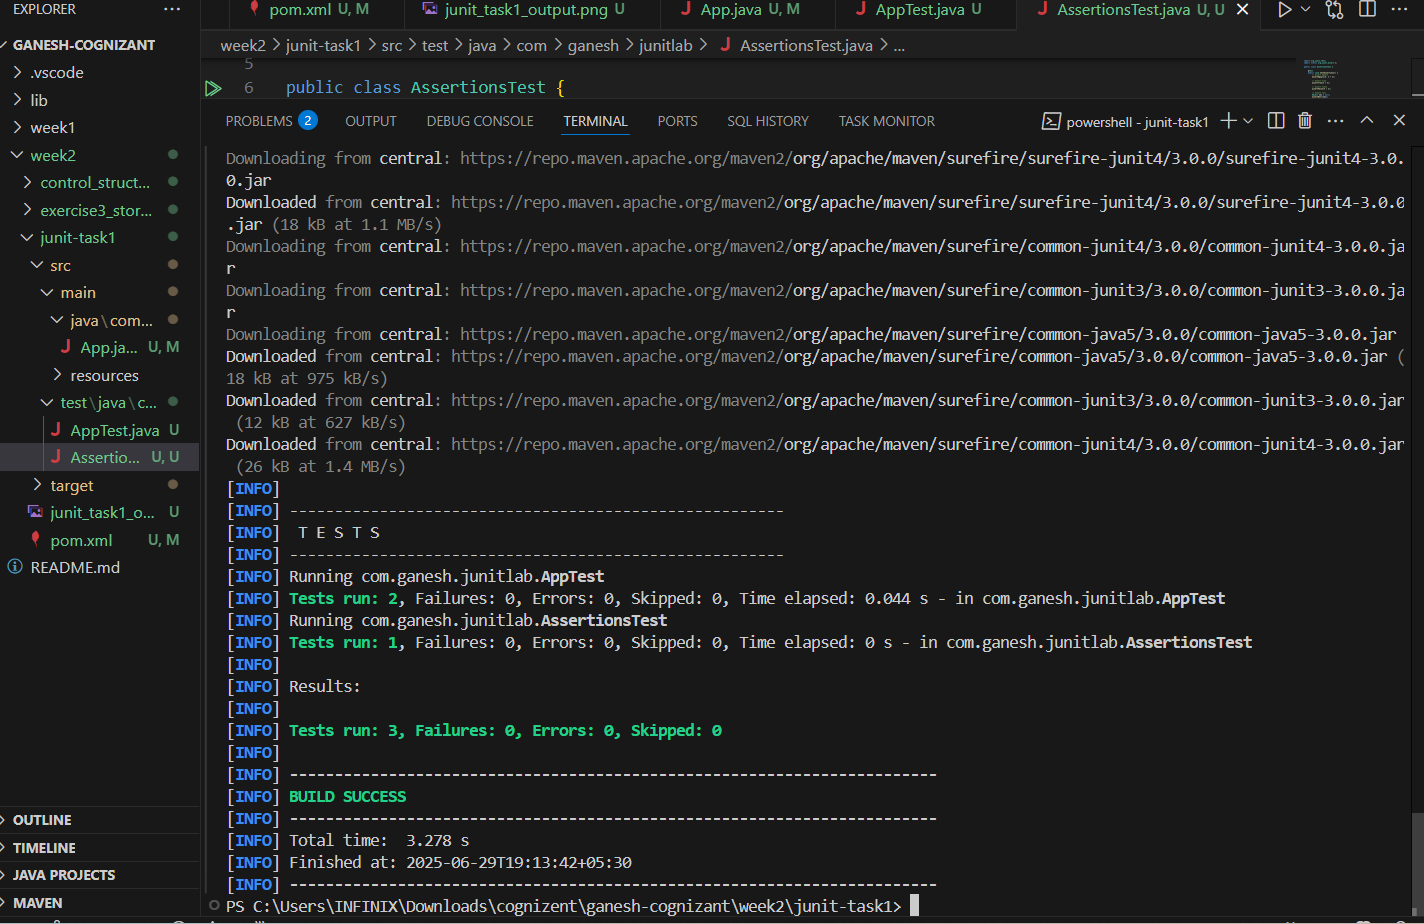 EXPLORER
GANESH-COGNIZANT
.vscode
lib
week1
week2
control_struct...
exercise3_stor...
junit-task1
src
main
java\com...
App.ja... U, M
resources
test\java\c...
AppTest.java U
Assertio... U, U
target
junit_task1_o... U
pom.xml U, M
README.md
OUTLINE
TIMELINE
JAVA PROJECTS
MAVEN
pom.xml U, M junit_task1_output.png U App.java U, M AppTest.java U AssertionsTest.java U, U
week2 > junit-task1 > src > test > java > com > ganesh > junitlab > AssertionsTest.java > ...
5
6 public class AssertionsTest {
PROBLEMS 2 OUTPUT DEBUG CONSOLE TERMINAL PORTS SQL HISTORY TASK MONITOR powershell - junit-task1
Downloading from central: https://repo.maven.apache.org/maven2/org/apache/maven/surefire/surefire-junit4/3.0.0/surefire-junit4-3.0.
0.jar
Downloaded from central: https://repo.maven.apache.org/maven2/org/apache/maven/surefire/surefire-junit4/3.0.0/surefire-junit4-3.0.0
.jar (18 kB at 1.1 MB/s)
Downloading from central: https://repo.maven.apache.org/maven2/org/apache/maven/surefire/common-junit4/3.0.0/common-junit4-3.0.0.ja
r
Downloading from central: https://repo.maven.apache.org/maven2/org/apache/maven/surefire/common-junit3/3.0.0/common-junit3-3.0.0.ja
r
Downloading from central: https://repo.maven.apache.org/maven2/org/apache/maven/surefire/common-java5/3.0.0/common-java5-3.0.0.jar
Downloaded from central: https://repo.maven.apache.org/maven2/org/apache/maven/surefire/common-java5/3.0.0/common-java5-3.0.0.jar (
18 kB at 975 kB/s)
Downloaded from central: https://repo.maven.apache.org/maven2/org/apache/maven/surefire/common-junit3/3.0.0/common-junit3-3.0.0.jar
(12 kB at 627 kB/s)
Downloaded from central: https://repo.maven.apache.org/maven2/org/apache/maven/surefire/common-junit4/3.0.0/common-junit4-3.0.0.jar
(26 kB at 1.4 MB/s)
[INFO]
[INFO] -------------------------------------------------------
[INFO]  T E S T S
[INFO] -------------------------------------------------------
[INFO] Running com.ganesh.junitlab.AppTest
[INFO] Tests run: 2, Failures: 0, Errors: 0, Skipped: 0, Time elapsed: 0.044 s - in com.ganesh.junitlab.AppTest
[INFO] Running com.ganesh.junitlab.AssertionsTest
[INFO] Tests run: 1, Failures: 0, Errors: 0, Skipped: 0, Time elapsed: 0 s - in com.ganesh.junitlab.AssertionsTest
[INFO]
[INFO] Results:
[INFO]
[INFO] Tests run: 3, Failures: 0, Errors: 0, Skipped: 0
[INFO]
[INFO] ------------------------------------------------------------------------
[INFO] BUILD SUCCESS
[INFO] ------------------------------------------------------------------------
[INFO] Total time:  3.278 s
[INFO] Finished at: 2025-06-29T19:13:42+05:30
[INFO] ------------------------------------------------------------------------
PS C:\Users\INFINIX\Downloads\cognizent\ganesh-cognizant\week2\junit-task1>